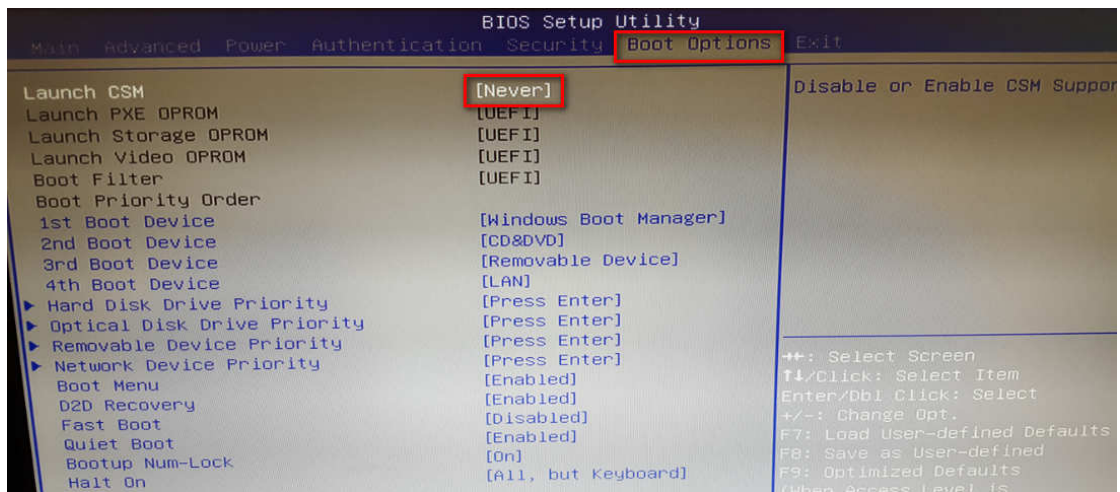 BIOS Setup Utility
Main Advanced Power Authentication Security Boot Options Exit
Launch CSM [Never]
Launch PXE OPROM [UEFI]
Launch Storage OPROM [UEFI]
Launch Video OPROM [UEFI]
Boot Filter [UEFI]
Boot Priority Order
1st Boot Device [Windows Boot Manager]
2nd Boot Device [CD&DVD]
3rd Boot Device [Removable Device]
4th Boot Device [LAN]
Hard Disk Drive Priority [Press Enter]
Optical Disk Drive Priority [Press Enter]
Removable Device Priority [Press Enter]
Network Device Priority [Press Enter]
Boot Menu [Enabled]
D2D Recovery [Enabled]
Fast Boot [Disabled]
Quiet Boot [Enabled]
Bootup Num-Lock [On]
Halt On [All, but Keyboard]
Disable or Enable CSM Suppor
→←: Select Screen
↑↓/Click: Select Item
Enter/Dbl Click: Select
+/-: Change Opt.
F7: Load User-defined Defaults
F8: Save as User-defined
F9: Optimized Defaults
(When Access Level is